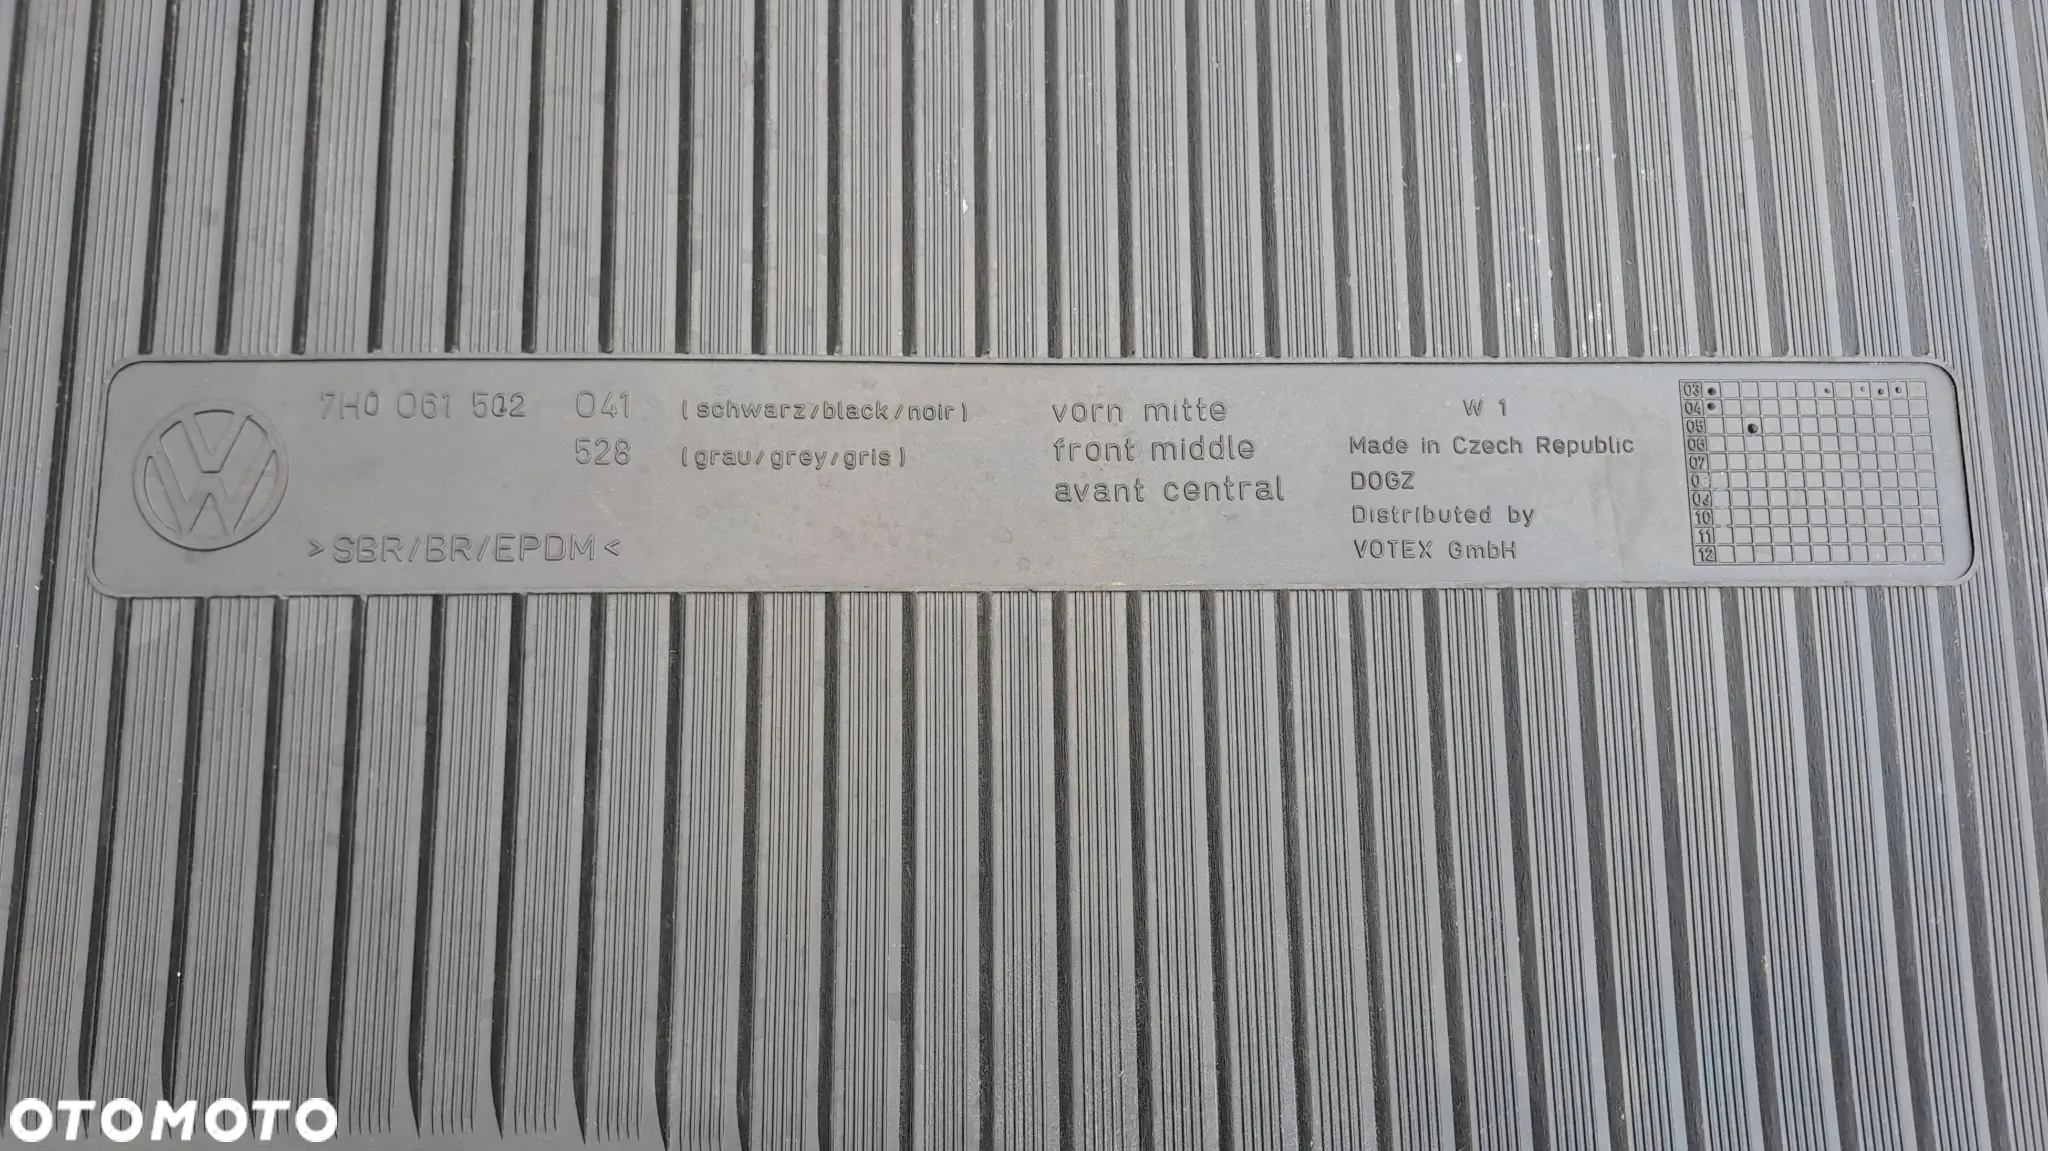 7H0 061 502 041 (schwarz/black/noir)
528 (grau/grey/gris)
>SBR/BR/EPDM<
vorn mitte
front middle
avant central
W 1
Made in Czech Republic
DOGZ
Distributed by
VOTEX GmbH
03
04
05
06
07
0
09
10
11
12
OTOMOTO